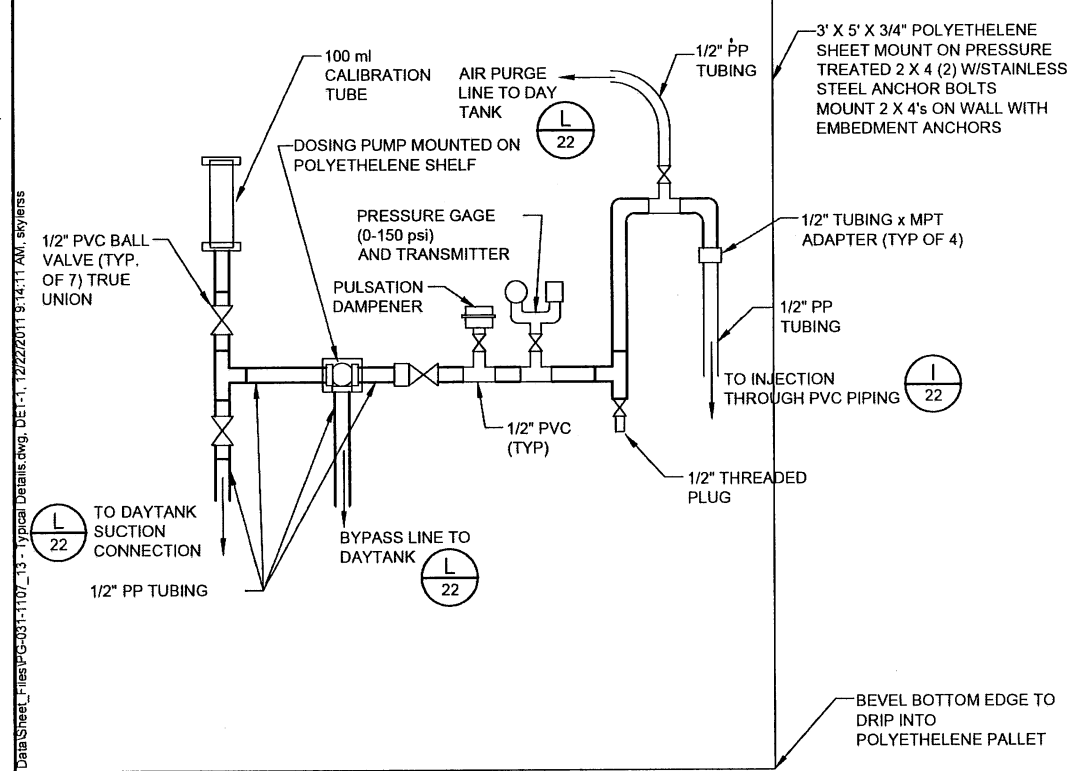 3' X 5' X 3/4" POLYETHELENE
SHEET MOUNT ON PRESSURE
TREATED 2 X 4 (2) W/STAINLESS
STEEL ANCHOR BOLTS
MOUNT 2 X 4's ON WALL WITH
EMBEDMENT ANCHORS
1/2" PP
TUBING
100 ml
CALIBRATION
TUBE
AIR PURGE
LINE TO DAY
TANK
L
22
DOSING PUMP MOUNTED ON
POLYETHELENE SHELF
PRESSURE GAGE
(0-150 psi)
AND TRANSMITTER
1/2" TUBING x MPT
ADAPTER (TYP OF 4)
1/2" PVC BALL
VALVE (TYP.
OF 7) TRUE
UNION
PULSATION
DAMPENER
1/2" PP
TUBING
TO INJECTION
THROUGH PVC PIPING
I
22
1/2" PVC
(TYP)
1/2" THREADED
PLUG
L
22
TO DAYTANK
SUCTION
CONNECTION
BYPASS LINE TO
DAYTANK
L
22
1/2" PP TUBING
BEVEL BOTTOM EDGE TO
DRIP INTO
POLYETHELENE PALLET
Data\Sheet_Files\PG-031-1107_13 - Typical Details.dwg, DET-1, 12/22/2011 9:14:11 AM, skylerss